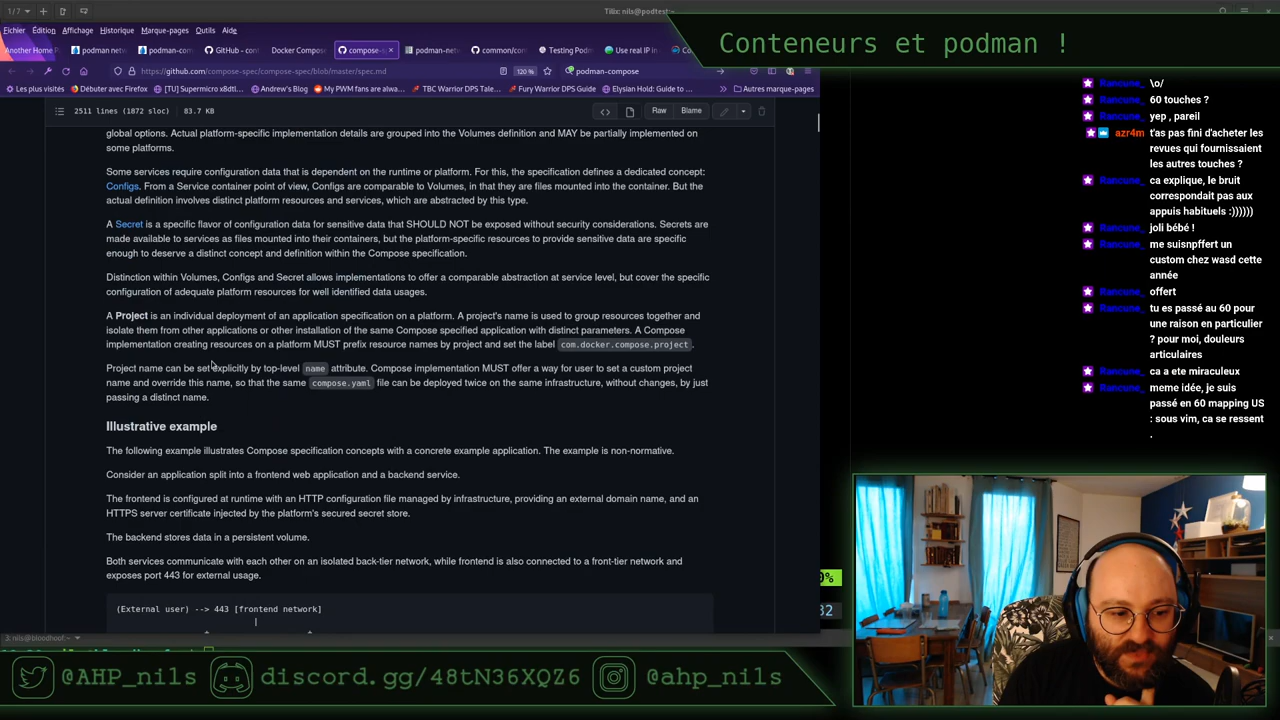 1/7
Tilix: nils@podtest:~
Fichier Édition Affichage Historique Marque-pages Outils Aide
Another Home P
podman netw
podman-com
GitHub - con
Docker Compose
compose-s
podman-net
common/con
Testing Podm
Use real IP in
Co
https://github.com/compose-spec/compose-spec/blob/master/spec.md
120 %
podman-compose
Les plus visités
Débuter avec Firefox
[TU] Supermicro x8dtl...
Andrew's Blog
My PWM fans are alwa...
TBC Warrior DPS Tale...
Fury Warrior DPS Guide
Elysian Hold: Guide to ...
Autres marque-pages
2511 lines (1872 sloc) 83.7 KB
Raw Blame
global options. Actual platform-specific implementation details are grouped into the Volumes definition and MAY be partially implemented on
some platforms.
Some services require configuration data that is dependent on the runtime or platform. For this, the specification defines a dedicated concept:
Configs. From a Service container point of view, Configs are comparable to Volumes, in that they are files mounted into the container. But the
actual definition involves distinct platform resources and services, which are abstracted by this type.
A Secret is a specific flavor of configuration data for sensitive data that SHOULD NOT be exposed without security considerations. Secrets are
made available to services as files mounted into their containers, but the platform-specific resources to provide sensitive data are specific
enough to deserve a distinct concept and definition within the Compose specification.
Distinction within Volumes, Configs and Secret allows implementations to offer a comparable abstraction at service level, but cover the specific
configuration of adequate platform resources for well identified data usages.
A Project is an individual deployment of an application specification on a platform. A project's name is used to group resources together and
isolate them from other applications or other installation of the same Compose specified application with distinct parameters. A Compose
implementation creating resources on a platform MUST prefix resource names by project and set the label com.docker.compose.project.
Project name can be set explicitly by top-level name attribute. Compose implementation MUST offer a way for user to set a custom project
name and override this name, so that the same compose.yaml file can be deployed twice on the same infrastructure, without changes, by just
passing a distinct name.
Illustrative example
The following example illustrates Compose specification concepts with a concrete example application. The example is non-normative.
Consider an application split into a frontend web application and a backend service.
The frontend is configured at runtime with an HTTP configuration file managed by infrastructure, providing an external domain name, and an
HTTPS server certificate injected by the platform's secured secret store.
The backend stores data in a persistent volume.
Both services communicate with each other on an isolated back-tier network, while frontend is also connected to a front-tier network and
exposes port 443 for external usage.
(External user) --> 443 [frontend network]
|
3: nils@bloodhoof:~
Conteneurs et podman !
Rancune_ \o/
Rancune_ 60 touches ?
Rancune_ yep , pareil
azr4m t'as pas fini d'acheter les
revues qui fournissaient
les autres touches ?
Rancune_ ca explique, le bruit
correspontait pas aux
appuis habituels :))))))
Rancune_ joli bébé !
Rancune_ me suisnpffert un
custom chez wasd cette
année
Rancune_ offert
Rancune_ tu es passé au 60 pour
une raison en particulier
? pour moi, douleurs
articulaires
Rancune_ ca a ete miraculeux
Rancune_ meme idée, je suis
passé en 60 mapping US
: sous vim, ca se ressent
.
%
32
@AHP_nils
discord.gg/48tN36XQZ6
@ahp_nils